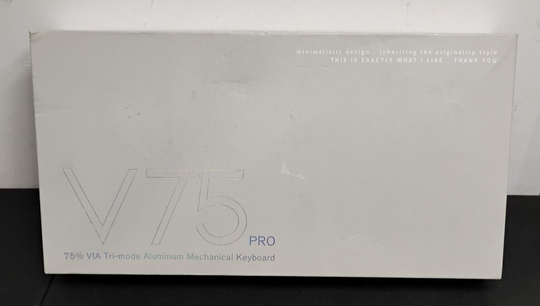 minimalistic design . inheriting the originality style
THIS IS EXACTLY WHAT I LIKE . THANK YOU
V75 PRO
75% VIA Tri-mode Aluminum Mechanical Keyboard